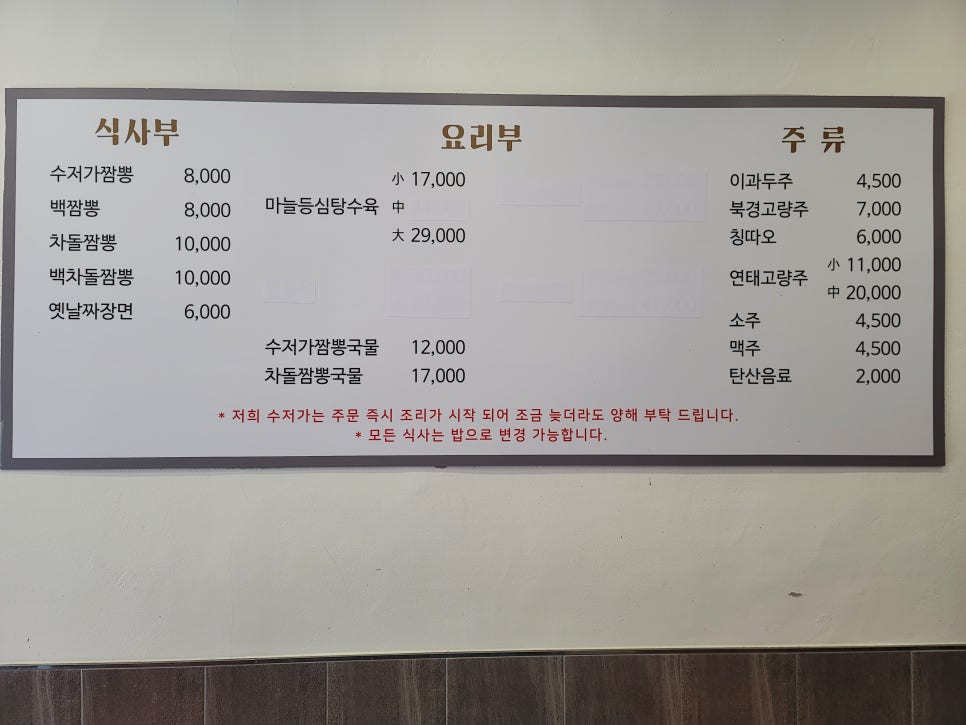 식사부
수저가짬뽕 8,000
백짬뽕 8,000
차돌짬뽕 10,000
백차돌짬뽕 10,000
옛날짜장면 6,000
요리부
마늘등심탕수육
小 17,000
中
大 29,000
수저가짬뽕국물 12,000
차돌짬뽕국물 17,000
주류
이과두주 4,500
북경고량주 7,000
칭따오 6,000
연태고량주
小 11,000
中 20,000
소주 4,500
맥주 4,500
탄산음료 2,000
* 저희 수저가는 주문 즉시 조리가 시작 되어 조금 늦더라도 양해 부탁 드립니다.
* 모든 식사는 밥으로 변경 가능합니다.